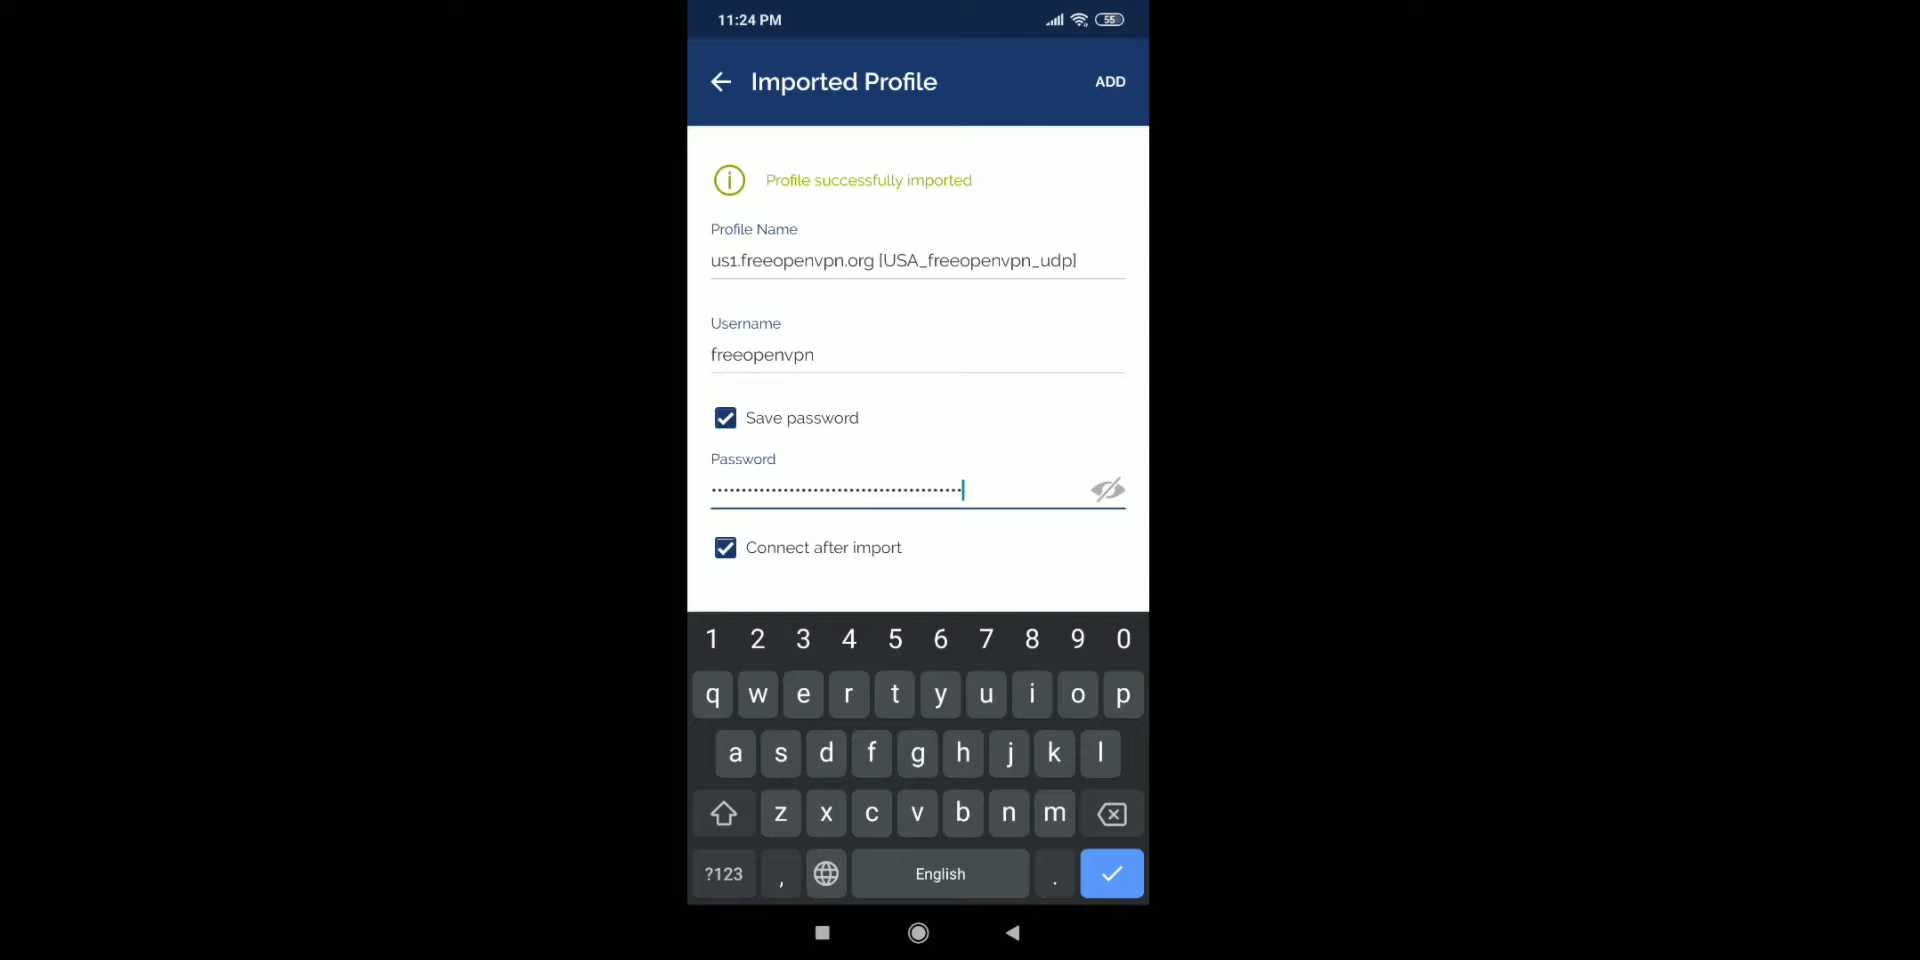 11:24 PM 55
Imported Profile ADD
Profile successfully imported
Profile Name
us1.freeopenvpn.org [USA_freeopenvpn_udp]
Username
freeopenvpn
Save password
Password
Connect after import
1 2 3 4 5 6 7 8 9 0
q w e r t y u i o p
a s d f g h j k l
z x c v b n m
?123 , English .